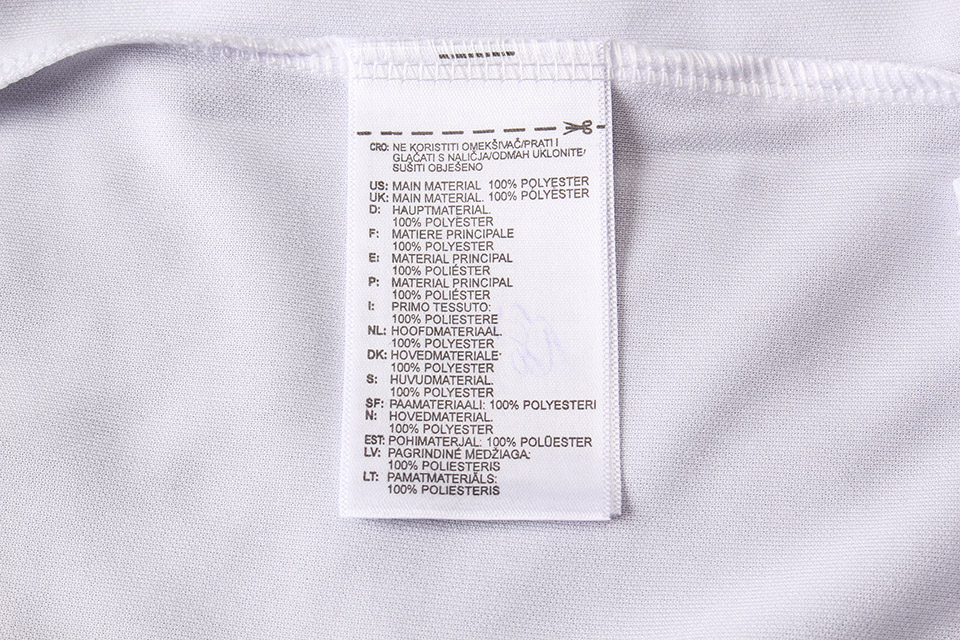 CRO: NE KORISTITI OMEKŠIVAČ/PRATI I
GLAČATI S NALIČJA/ODMAH UKLONITE/
SUŠITI OBJEŠENO
US: MAIN MATERIAL 100% POLYESTER
UK: MAIN MATERIAL. 100% POLYESTER
D: HAUPTMATERIAL.
100% POLYESTER
F: MATIERE PRINCIPALE
100% POLYESTER
E: MATERIAL PRINCIPAL
100% POLIÉSTER
P: MATERIAL PRINCIPAL
100% POLIÉSTER
I: PRIMO TESSUTO:
100% POLIESTERE
NL: HOOFDMATERIAAL.
100% POLYESTER
DK: HOVEDMATERIALE
100% POLYESTER
S: HUVUDMATERIAL.
100% POLYESTER
SF: PAAMATERIAALI: 100% POLYESTERI
N: HOVEDMATERIAL.
100% POLYESTER
EST: POHIMATERJAL: 100% POLÜESTER
LV: PAGRINDINĖ MEDŽIAGA:
100% POLIESTERIS
LT: PAMATMATERIĀLS:
100% POLIESTERIS